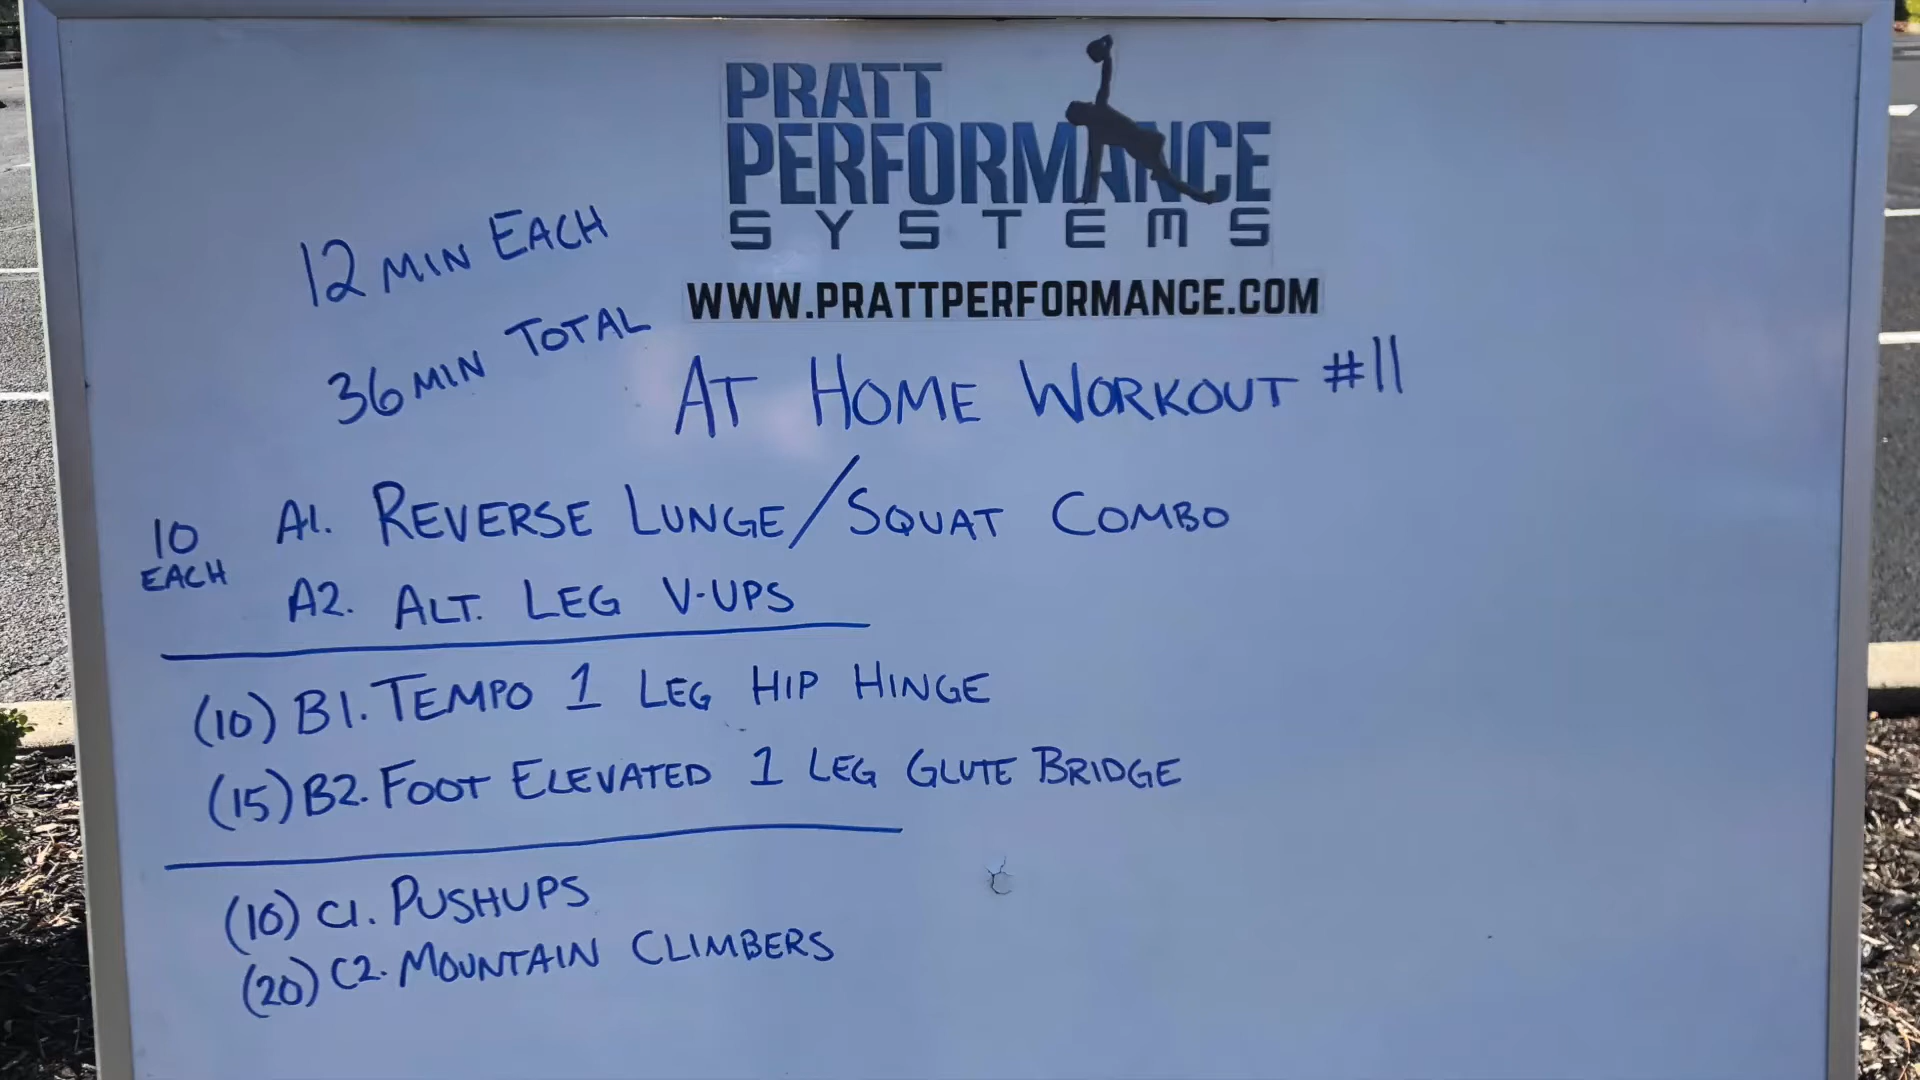 PRATT
PERFORMANCE
SYSTEMS
WWW.PRATTPERFORMANCE.COM
12 MIN EACH
36 MIN TOTAL
AT HOME WORKOUT #11
10 EACH
A1. REVERSE LUNGE/SQUAT COMBO
A2. ALT. LEG V-UPS
(10) B1. TEMPO 1 LEG HIP HINGE
(15) B2. FOOT ELEVATED 1 LEG GLUTE BRIDGE
(10) C1. PUSHUPS
(20) C2. MOUNTAIN CLIMBERS